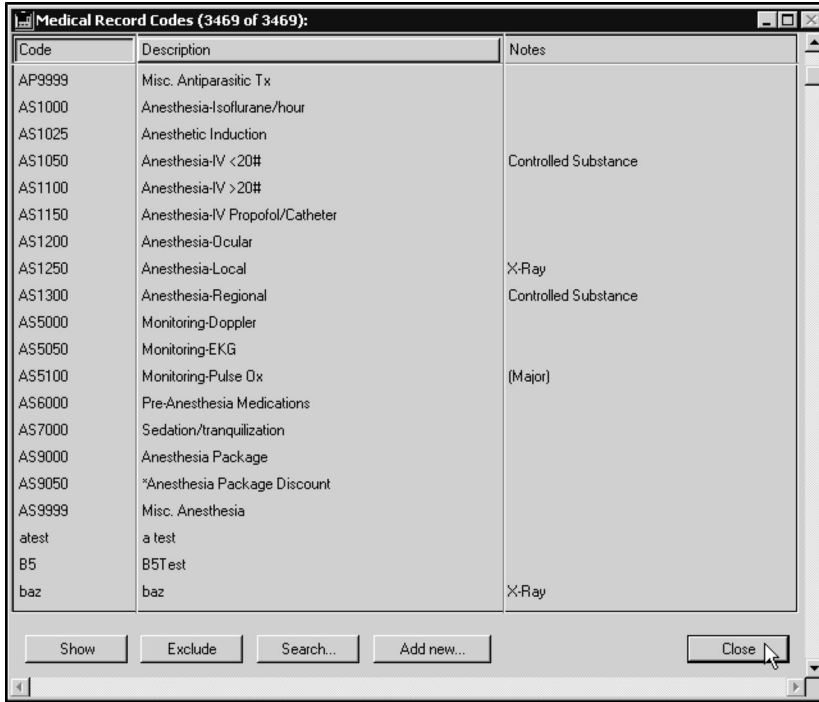 Medical Record Codes (3469 of 3469):
Code Description Notes
AP9999 Misc. Antiparasitic Tx
AS1000 Anesthesia-Isoflurane/hour
AS1025 Anesthetic Induction
AS1050 Anesthesia-IV <20# Controlled Substance
AS1100 Anesthesia-IV >20#
AS1150 Anesthesia-IV Propofol/Catheter
AS1200 Anesthesia-Ocular
AS1250 Anesthesia-Local X-Ray
AS1300 Anesthesia-Regional Controlled Substance
AS5000 Monitoring-Doppler
AS5050 Monitoring-EKG
AS5100 Monitoring-Pulse Ox (Major)
AS6000 Pre-Anesthesia Medications
AS7000 Sedation/tranquilization
AS9000 Anesthesia Package
AS9050 *Anesthesia Package Discount
AS9999 Misc. Anesthesia
atest a test
B5 B5Test
baz baz X-Ray
Show Exclude Search... Add new... Close